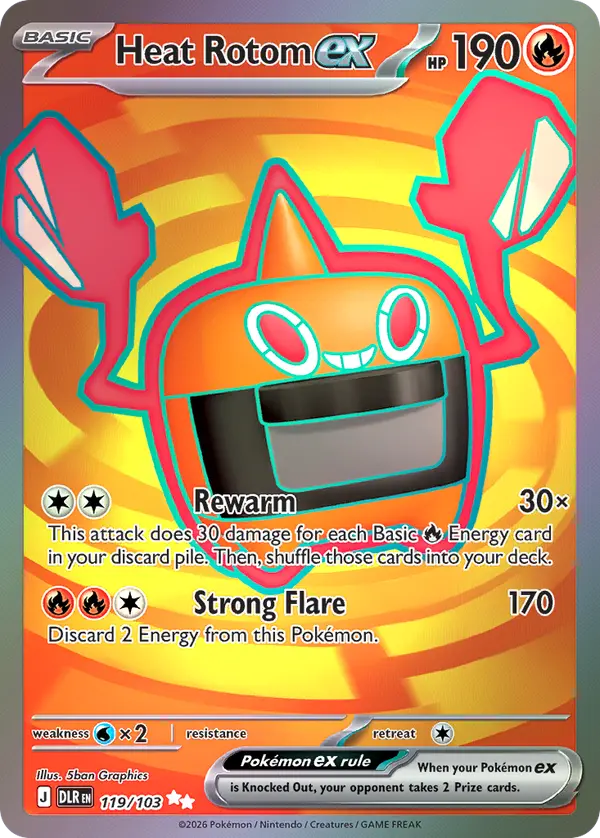 BASIC
Heat Rotom ex HP 190
Rewarm 30×
This attack does 30 damage for each Basic Energy card
in your discard pile. Then, shuffle those cards into your deck.
Strong Flare 170
Discard 2 Energy from this Pokémon.
weakness ×2 resistance retreat
Illus. 5ban Graphics
Pokémon ex rule
When your Pokémon ex
is Knocked Out, your opponent takes 2 Prize cards.
J DLR EN 119/103
©2026 Pokémon / Nintendo / Creatures / GAME FREAK